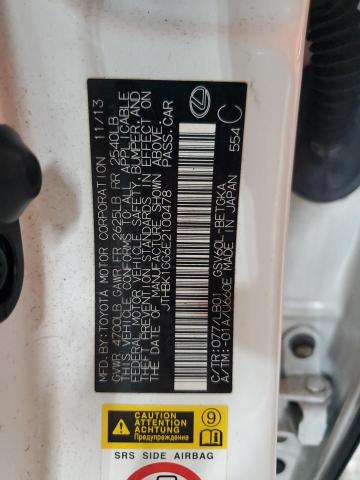 MFD. BY: TOYOTA MOTOR CORPORATION 11/13
GVWR 4700LB GAWR FR 2625LB RR 2540LB
THIS VEHICLE CONFORMS TO ALL APPLICABLE
FEDERAL MOTOR VEHICLE SAFETY, BUMPER, AND
THEFT PREVENTION STANDARDS IN EFFECT ON
THE DATE OF MANUFACTURE SHOWN ABOVE.
JTHBK1GG6E2100478 PASS. CAR
C/TR: 077/LB01 GSV60L-BETGKA
A/TM: -01A/U660E MADE IN JAPAN
554 C
CAUTION
ATTENTION
ACHTUNG
Предупреждение
9
SRS SIDE AIRBAG